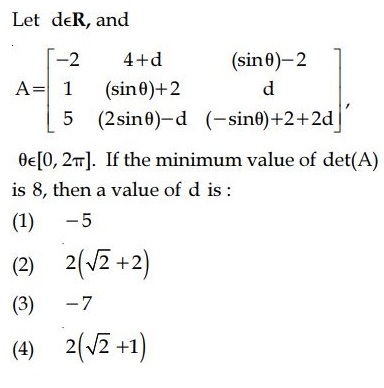 Let dϵR, and
A= [ -2 4+d (sinθ)-2
1 (sinθ)+2 d
5 (2sinθ)-d (-sinθ)+2+2d ],
θϵ[0, 2π]. If the minimum value of det(A)
is 8, then a value of d is :
(1) -5
(2) 2(√2 +2)
(3) -7
(4) 2(√2 +1)